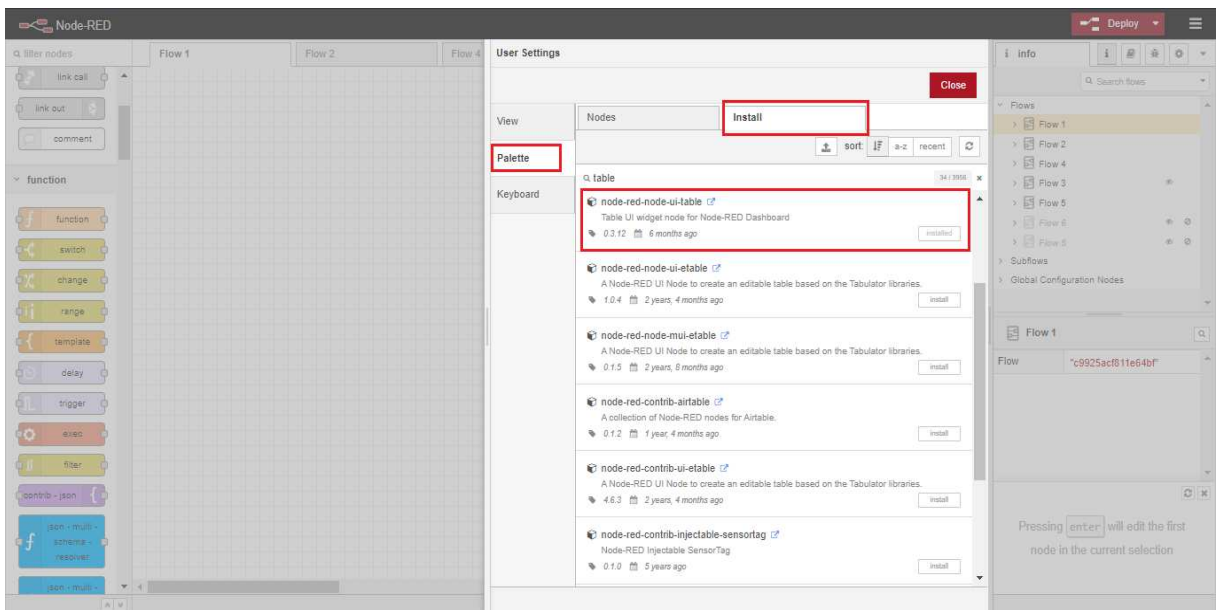 Node-RED
Deploy
filter nodes
Flow 1
Flow 2
Flow 4
User Settings
info
i
Close
Search flows
link call
link out
comment
function
function
switch
change
range
template
delay
trigger
exec
filter
contrib - json
json - multi -
schema -
resolver
json - multi -
View
Palette
Keyboard
Nodes
Install
sort:
a-z
recent
table
34 / 3956
node-red-node-ui-table
Table UI widget node for Node-RED Dashboard
0.3.12
6 months ago
installed
node-red-node-ui-etable
A Node-RED UI Node to create an editable table based on the Tabulator libraries.
1.0.4
2 years, 4 months ago
install
node-red-node-mui-etable
A Node-RED UI Node to create an editable table based on the Tabulator libraries.
0.1.5
2 years, 8 months ago
install
node-red-contrib-airtable
A collection of Node-RED nodes for Airtable.
0.1.2
1 year, 4 months ago
install
node-red-contrib-ui-etable
A Node-RED UI Node to create an editable table based on the Tabulator libraries.
4.6.3
2 years, 4 months ago
install
node-red-contrib-injectable-sensortag
Node-RED Injectable SensorTag
0.1.0
5 years ago
install
Flows
Flow 1
Flow 2
Flow 4
Flow 3
Flow 5
Flow 6
Subflows
Global Configuration Nodes
Flow 1
Flow
"c9925acf811e64bf"
Pressing enter will edit the first
node in the current selection